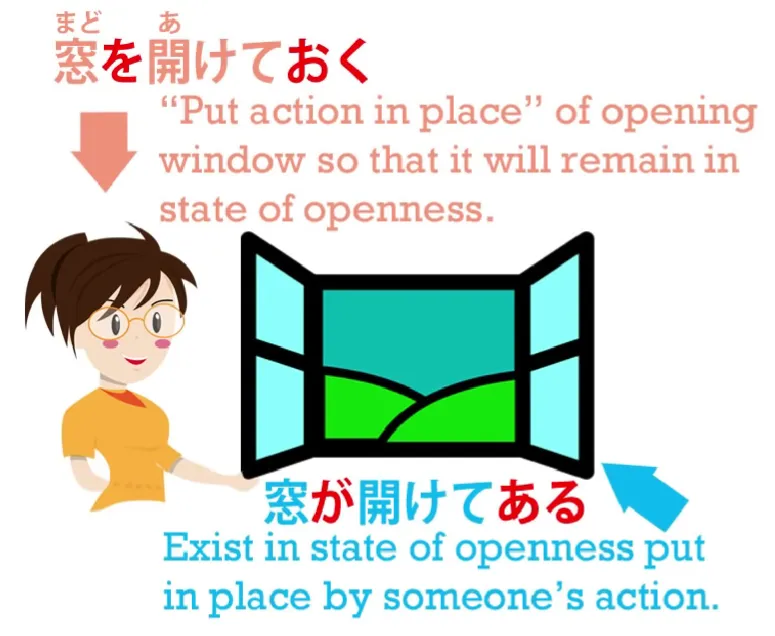 まど あ
窓を開けておく
“Put action in place” of opening
window so that it will remain in
state of openness.
窓が開けてある
Exist in state of openness put
in place by someone’s action.